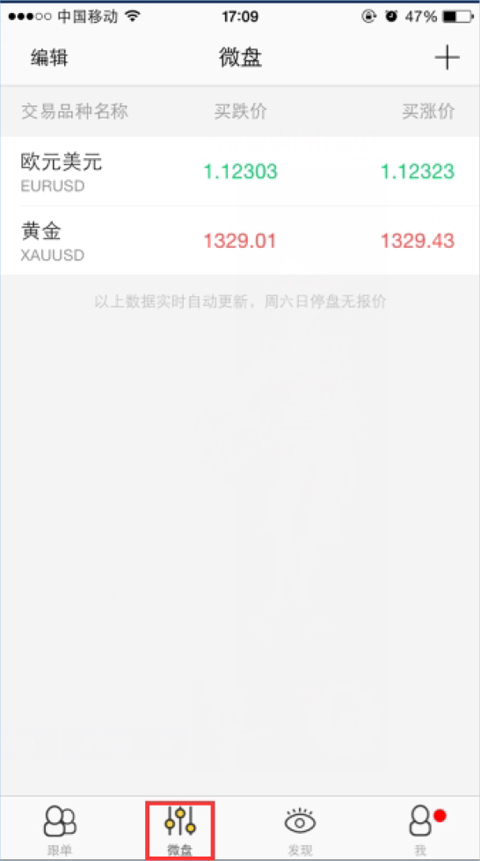 中国移动 17:09 47%
编辑 微盘
交易品种名称 买跌价 买涨价
欧元美元
EURUSD 1.12303 1.12323
黄金
XAUUSD 1329.01 1329.43
以上数据实时自动更新，周六日停盘无报价
跟单 微盘 发现 我